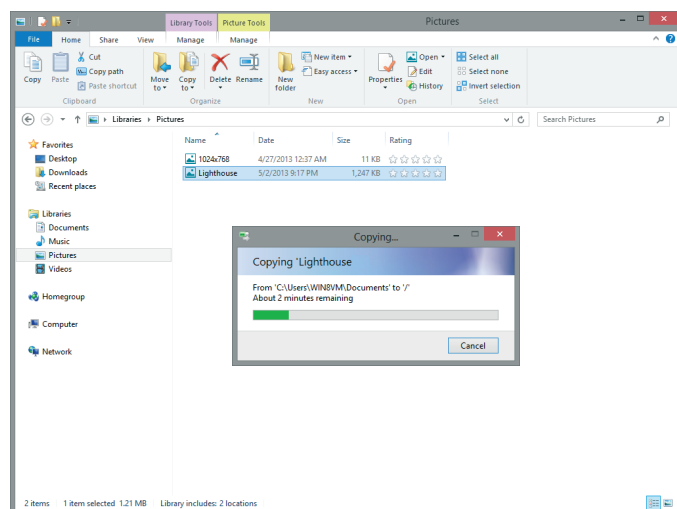 Library Tools Picture Tools Pictures
File Home Share View Manage Manage
Copy
Paste
Cut
Copy path
Paste shortcut
Clipboard
Move to
Copy to
Delete
Rename
Organize
New folder
New item
Easy access
New
Properties
Open
Edit
History
Open
Select all
Select none
Invert selection
Select
Libraries Pictures
Search Pictures
Favorites
Desktop
Downloads
Recent places
Libraries
Documents
Music
Pictures
Videos
Homegroup
Computer
Network
Name Date Size Rating
1024x768 4/27/2013 12:37 AM 11 KB
Lighthouse 5/2/2013 9:17 PM 1,247 KB
Copying...
Copying 'Lighthouse
From 'C:\Users\WIN8VM\Documents' to '/'
About 2 minutes remaining
Cancel
2 items 1 item selected 1.21 MB Library includes: 2 locations